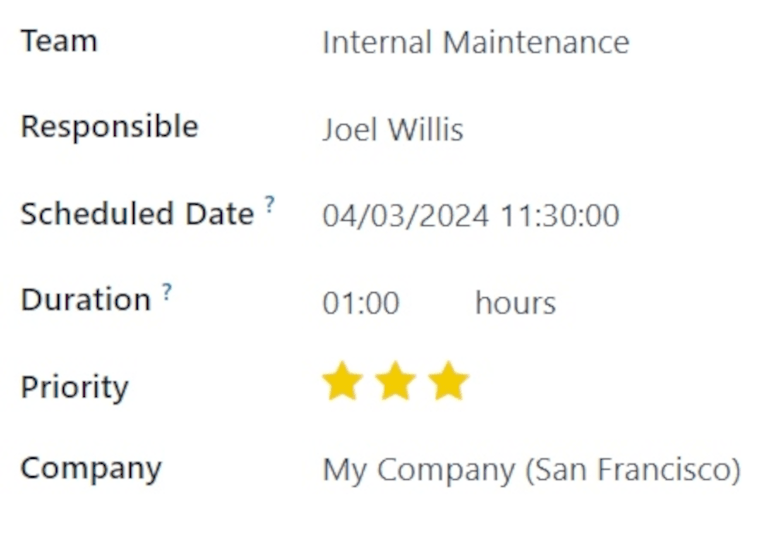 Team Internal Maintenance
Responsible Joel Willis
Scheduled Date ? 04/03/2024 11:30:00
Duration ? 01:00 hours
Priority
Company My Company (San Francisco)